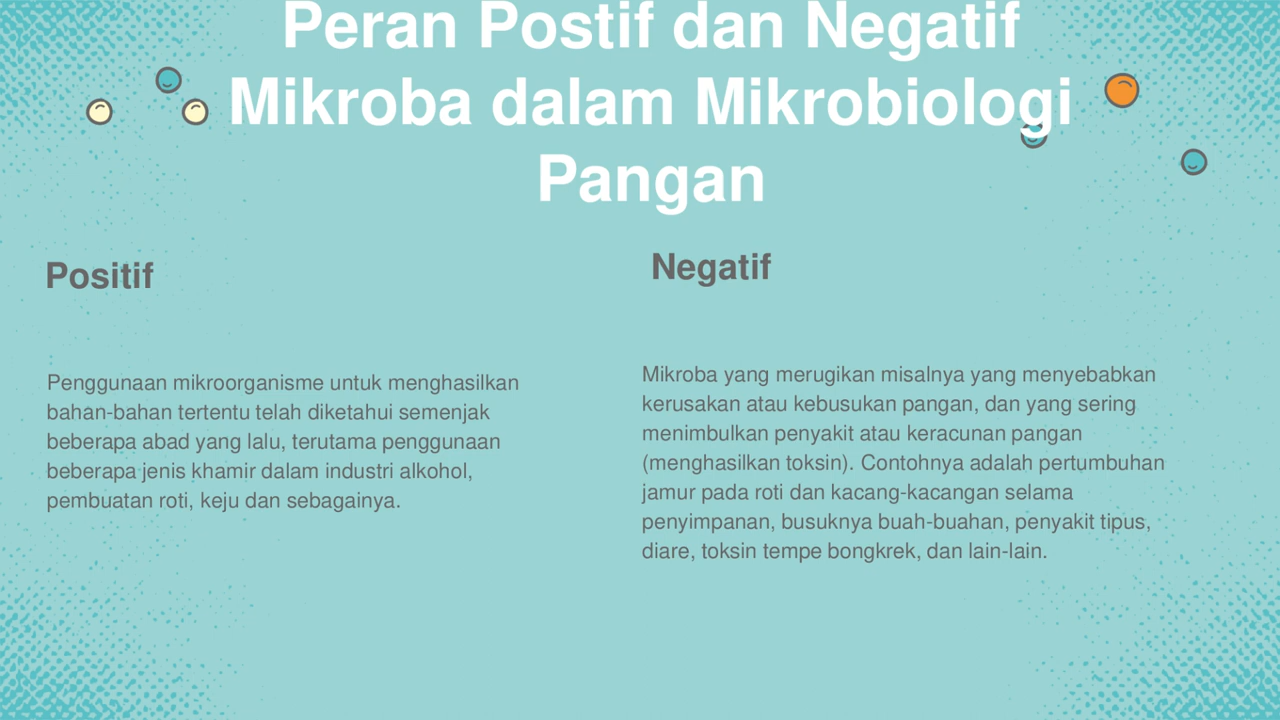 Peran Postif dan Negatif
Mikroba dalam Mikrobiologi
Pangan
Positif
Penggunaan mikroorganisme untuk menghasilkan
bahan-bahan tertentu telah diketahui semenjak
beberapa abad yang lalu, terutama penggunaan
beberapa jenis khamir dalam industri alkohol,
pembuatan roti, keju dan sebagainya.
Negatif
Mikroba yang merugikan misalnya yang menyebabkan
kerusakan atau kebusukan pangan, dan yang sering
menimbulkan penyakit atau keracunan pangan
(menghasilkan toksin). Contohnya adalah pertumbuhan
jamur pada roti dan kacang-kacangan selama
penyimpanan, busuknya buah-buahan, penyakit tipus,
diare, toksin tempe bongkrek, dan lain-lain.